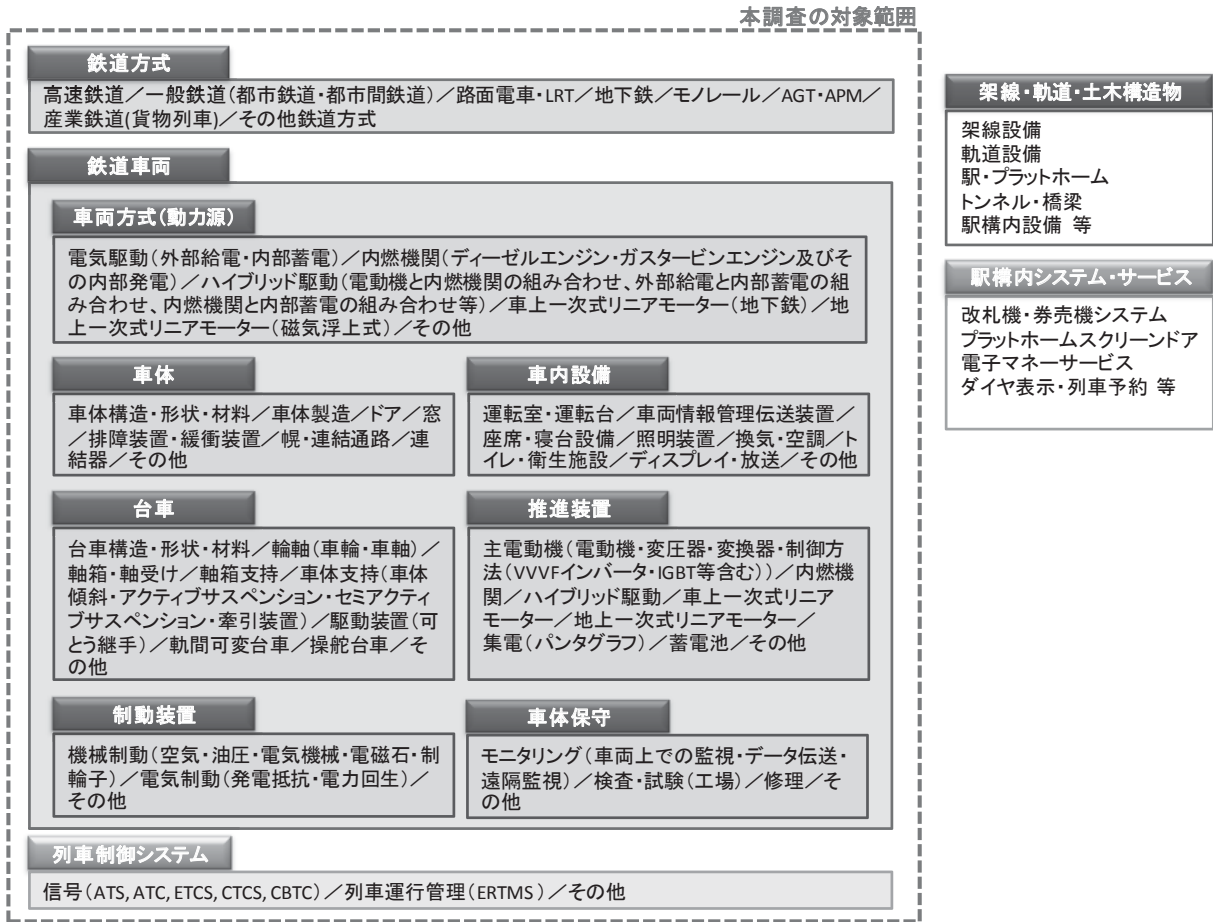 本調査の対象範囲
鉄道方式
高速鉄道／一般鉄道(都市鉄道・都市間鉄道)／路面電車・LRT／地下鉄／モノレール／AGT・APM／
産業鉄道(貨物列車)／その他鉄道方式
鉄道車両
車両方式(動力源)
電気駆動(外部給電・内部蓄電)／内燃機関(ディーゼルエンジン・ガスタービンエンジン及びそ
の内部発電)／ハイブリッド駆動(電動機と内燃機関の組み合わせ、外部給電と内部蓄電の組
み合わせ、内燃機関と内部蓄電の組み合わせ等)／車上一次式リニアモーター(地下鉄)／地
上一次式リニアモーター(磁気浮上式)／その他
車体
車体構造・形状・材料／車体製造／ドア／窓
／排障装置・緩衝装置／幌・連結通路／連
結器／その他
車内設備
運転室・運転台／車両情報管理伝送装置／
座席・寝台設備／照明装置／換気・空調／ト
イレ・衛生施設／ディスプレイ・放送／その他
台車
台車構造・形状・材料／輪軸(車輪・車軸)／
軸箱・軸受け／軸箱支持／車体支持(車体
傾斜・アクティブサスペンション・セミアクティ
ブサスペンション・牽引装置)／駆動装置(可
とう継手)／軌間可変台車／操舵台車／そ
の他
推進装置
主電動機(電動機・変圧器・変換器・制御方
法(VVVFインバータ・IGBT等含む))／内燃機
関／ハイブリッド駆動／車上一次式リニア
モーター／地上一次式リニアモーター／
集電(パンタグラフ)／蓄電池／その他
制動装置
機械制動(空気・油圧・電気機械・電磁石・制
輪子)／電気制動(発電抵抗・電力回生)／
その他
車体保守
モニタリング(車両上での監視・データ伝送・
遠隔監視)／検査・試験(工場)／修理／そ
の他
列車制御システム
信号(ATS, ATC, ETCS, CTCS, CBTC)／列車運行管理(ERTMS)／その他
架線・軌道・土木構造物
架線設備
軌道設備
駅・プラットホーム
トンネル・橋梁
駅構内設備 等
駅構内システム・サービス
改札機・券売機システム
プラットホームスクリーンドア
電子マネーサービス
ダイヤ表示・列車予約 等